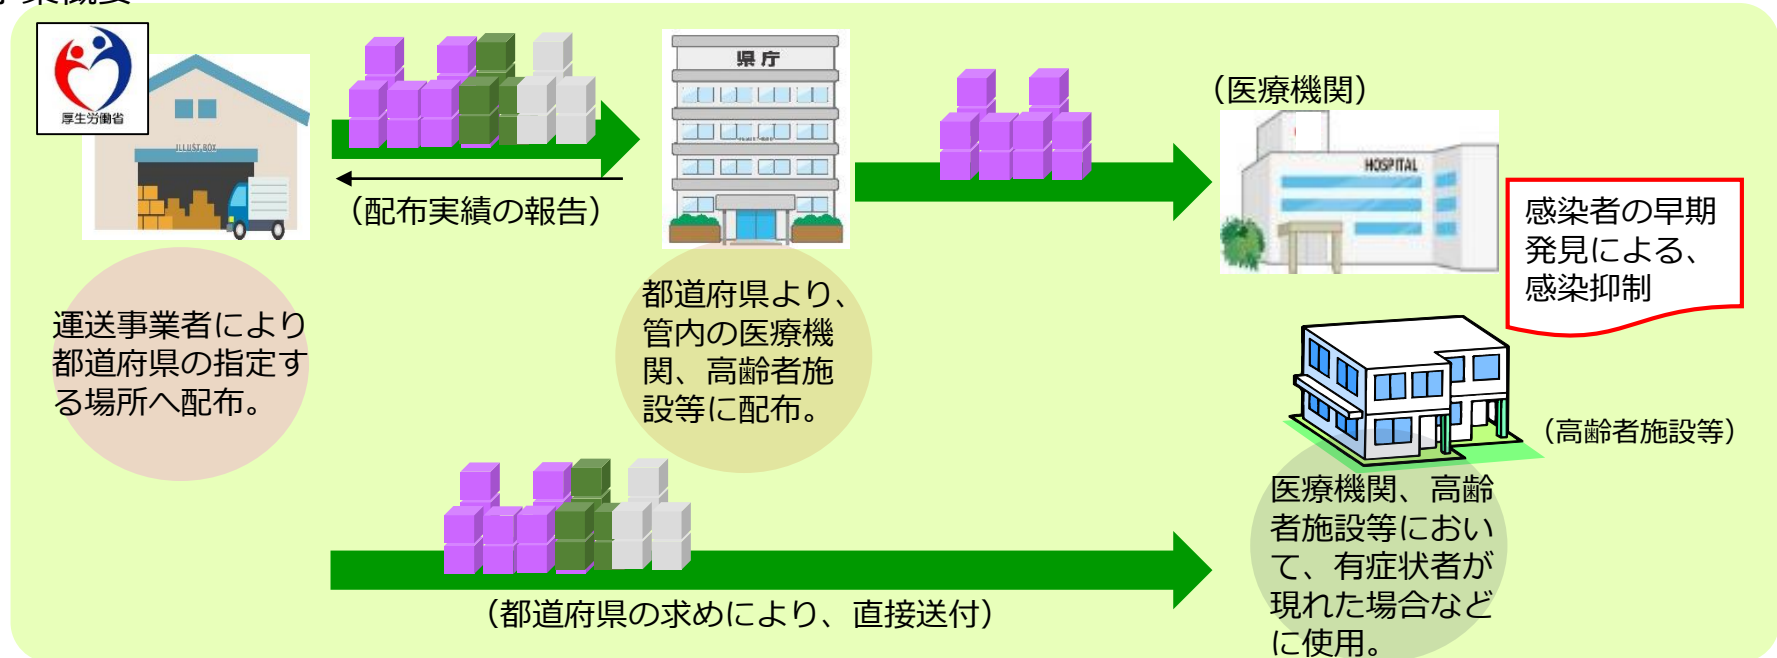 事業概要
厚生労働省
ILLUST BOX
県庁
(医療機関)
HOSPITAL
(配布実績の報告)
感染者の早期
発見による、
感染抑制
都道府県より、
管内の医療機
関、高齢者施
設等に配布。
運送事業者により
都道府県の指定す
る場所へ配布。
(高齢者施設等)
医療機関、高齢
者施設等におい
て、有症状者が
現れた場合など
に使用。
(都道府県の求めにより、直接送付)